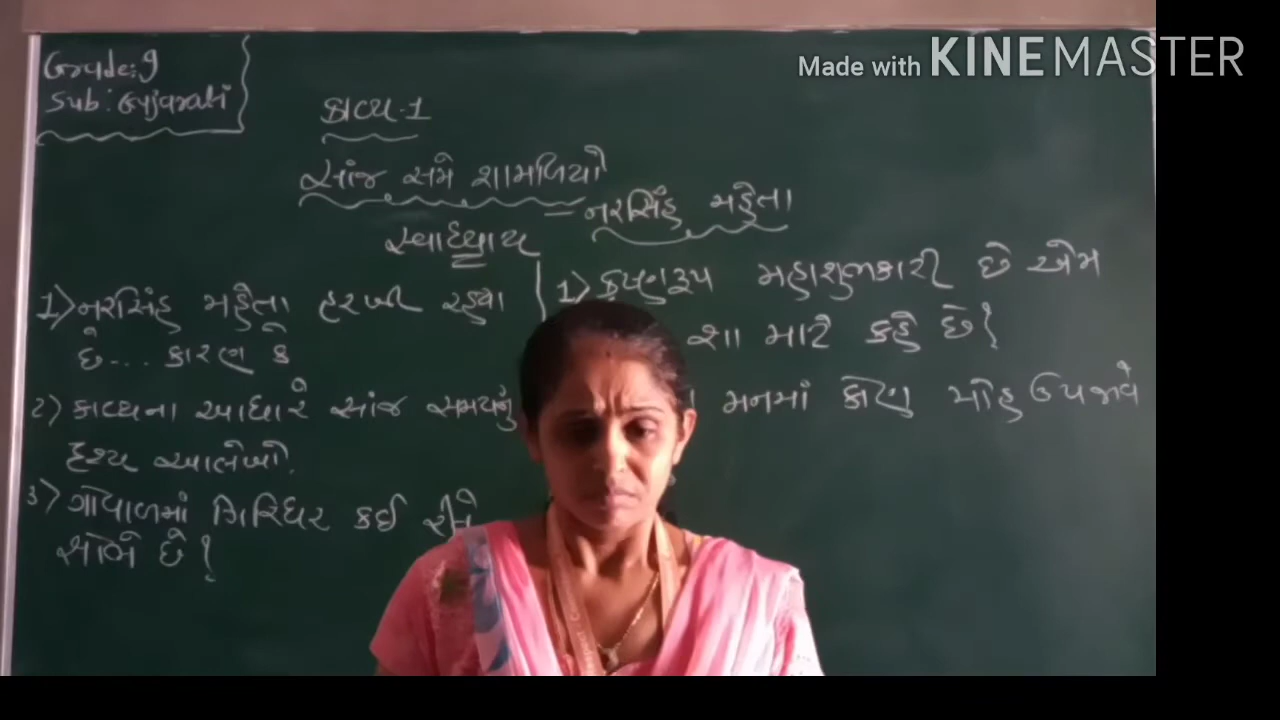 Made with KINEMASTER
Grade: 9
Sub: Gujarati
કાવ્ય-1
સાંજ સમે શામળિયો
- નરસિંહ મહેતા
સ્વાધ્યાય
1) નરસિંહ મહેતા હરખી રહ્યા
છે... કારણ કે
2) કાવ્યના આધારે સાંજ સમયનું
દૃશ્ય આલેખો.
3) ગોવાળમાં ગિરિધર કઈ રીતે
શોભે છે?
1) કૃષ્ણરૂપ મહાશુભકારી છે એમ
શા માટે કહે છે?
મનમાં કોણ મોહ ઉપજાવે